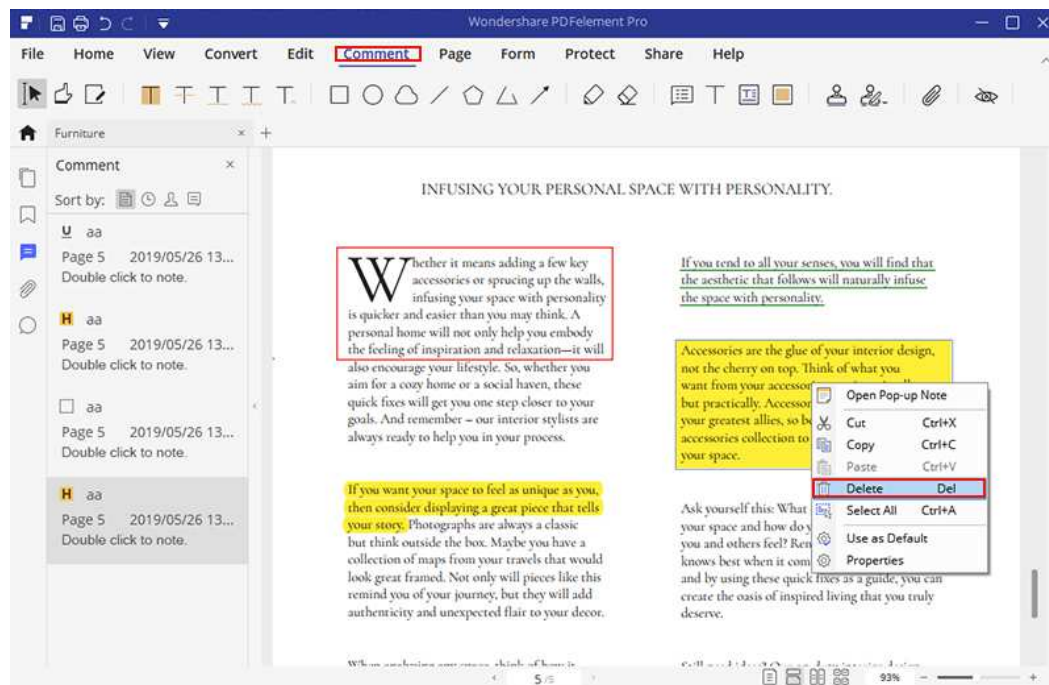 Wondershare PDFelement Pro
File Home View Convert Edit Comment Page Form Protect Share Help
Furniture
Comment
Sort by:
U aa
Page 5 2019/05/26 13...
Double click to note.
H aa
Page 5 2019/05/26 13...
Double click to note.
aa
Page 5 2019/05/26 13...
Double click to note.
H aa
Page 5 2019/05/26 13...
Double click to note.
INFUSING YOUR PERSONAL SPACE WITH PERSONALITY.
Whether it means adding a few key
accessories or sprucing up the walls,
infusing your space with personality
is quicker and easier than you may think. A
personal home will not only help you embody
the feeling of inspiration and relaxation—it will
also encourage your lifestyle. So, whether you
aim for a cozy home or a social haven, these
quick fixes will get you one step closer to your
goals. And remember – our interior stylists are
always ready to help you in your process.
If you want your space to feel as unique as you,
then consider displaying a great piece that tells
your story. Photographs are always a classic
but think outside the box. Maybe you have a
collection of maps from your travels that would
look great framed. Not only will pieces like this
remind you of your journey, but they will add
authenticity and unexpected flair to your decor.
If you tend to all your senses, you will find that
the aesthetic that follows will naturally infuse
the space with personality.
Accessories are the glue of your interior design,
not the cherry on top. Think of what you
want from your accessor
but practically. Accessor
your greatest allies, so be
accessories collection to
your space.
Ask yourself this: What
your space and how do y
you and others feel? Ren
knows best when it com
and by using these quick fixes as a guide, you can
create the oasis of inspired living that you truly
deserve.
Open Pop-up Note
Cut Ctrl+X
Copy Ctrl+C
Paste Ctrl+V
Delete Del
Select All Ctrl+A
Use as Default
Properties
5 /5
93%